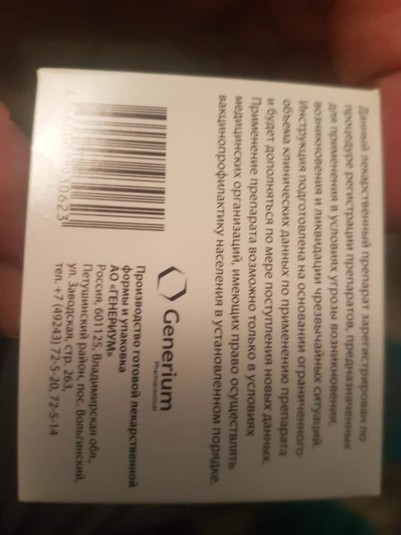 Данный лекарственный препарат зарегистрирован по
процедуре регистрации препаратов, предназначенных
для применения в условиях угрозы возникновения,
возникновения и ликвидации чрезвычайных ситуаций.
Инструкция подготовлена на основании ограниченного
объема клинических данных по применению препарата
и будет дополняться по мере поступления новых данных.
Применение препарата возможно только в условиях
медицинских организаций, имеющих право осуществлять
вакцинопрофилактику населения в установленном порядке.
Generium
Pharmaceutical
Производство готовой лекарственной
формы и упаковка
АО «ГЕНЕРИУМ»
Россия, 601125, Владимирская обл.,
Петушинский район, пос. Вольгинский,
ул. Заводская, стр. 263,
тел. +7 (49243) 72-5-20, 72-5-14